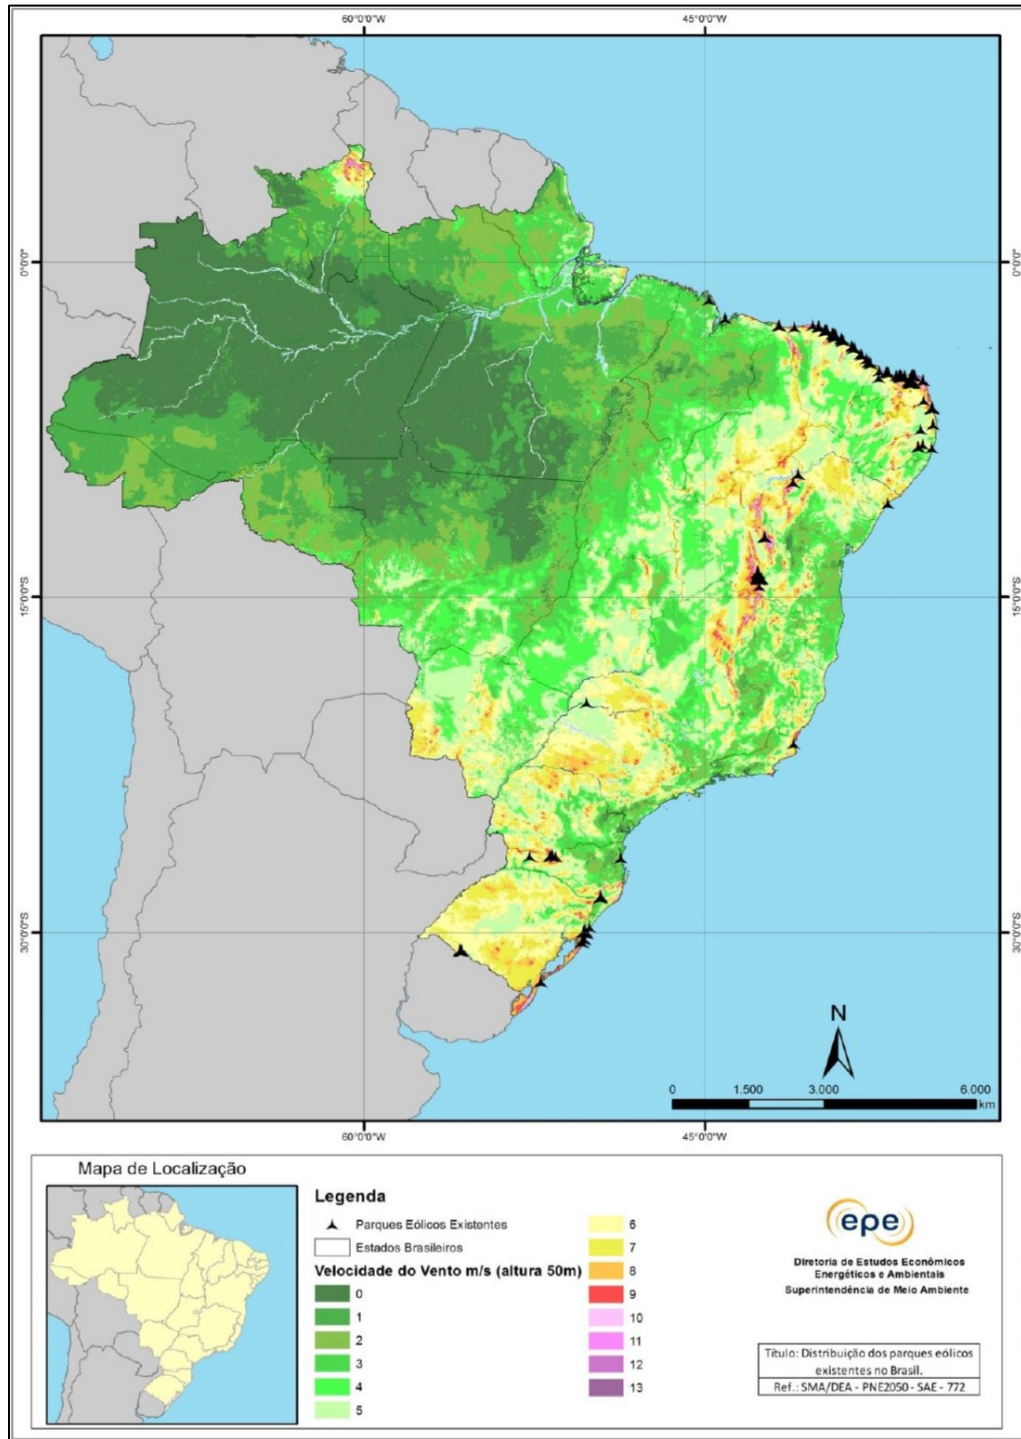 60°0'0"W 45°0'0"W
0°0'0" 0°0'0"
15°0'0"S 15°0'0"S
30°0'0"S 30°0'0"S
N
0 1.500 3.000 6.000
km
60°0'0"W 45°0'0"W
Mapa de Localização
Legenda
Parques Eólicos Existentes
Estados Brasileiros
Velocidade do Vento m/s (altura 50m)
0
1
2
3
4
5
6
7
8
9
10
11
12
13
epe
Diretoria de Estudos Econômicos
Energéticos e Ambientais
Superintendência de Meio Ambiente
Título: Distribuição dos parques eólicos
existentes no Brasil.
Ref.: SMA/DEA - PNE2050 - SAE - 772